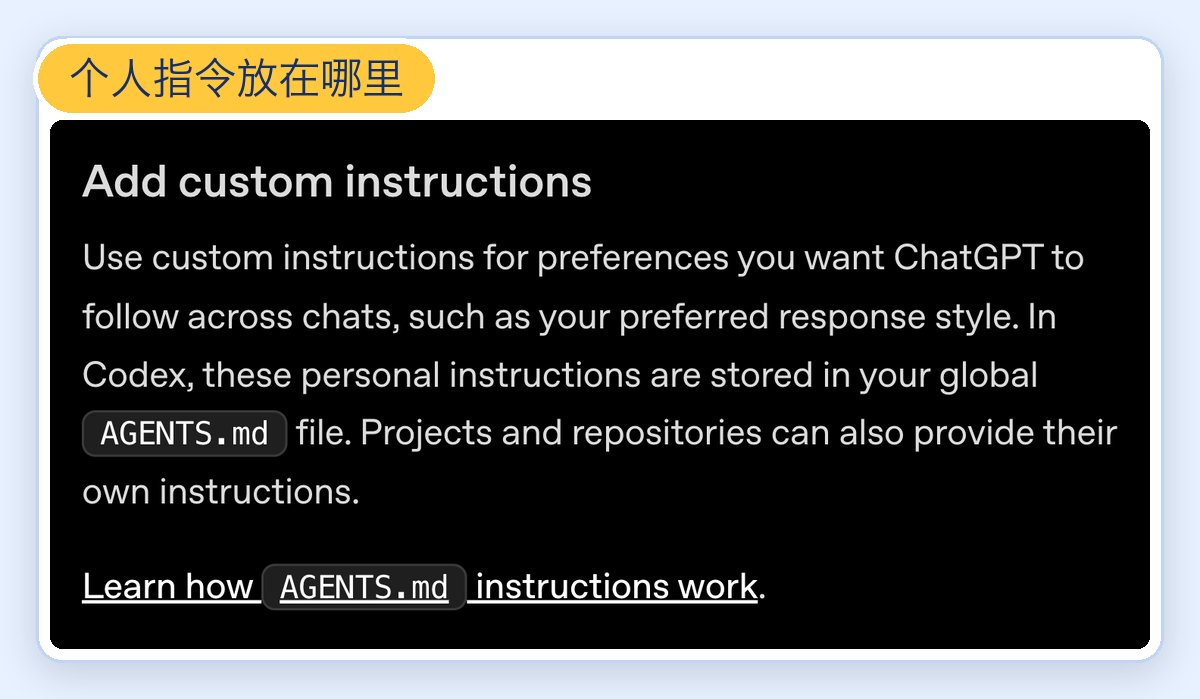 个人指令放在哪里
Add custom instructions
Use custom instructions for preferences you want ChatGPT to
follow across chats, such as your preferred response style. In
Codex, these personal instructions are stored in your global
AGENTS.md file. Projects and repositories can also provide their
own instructions.
Learn how AGENTS.md instructions work.